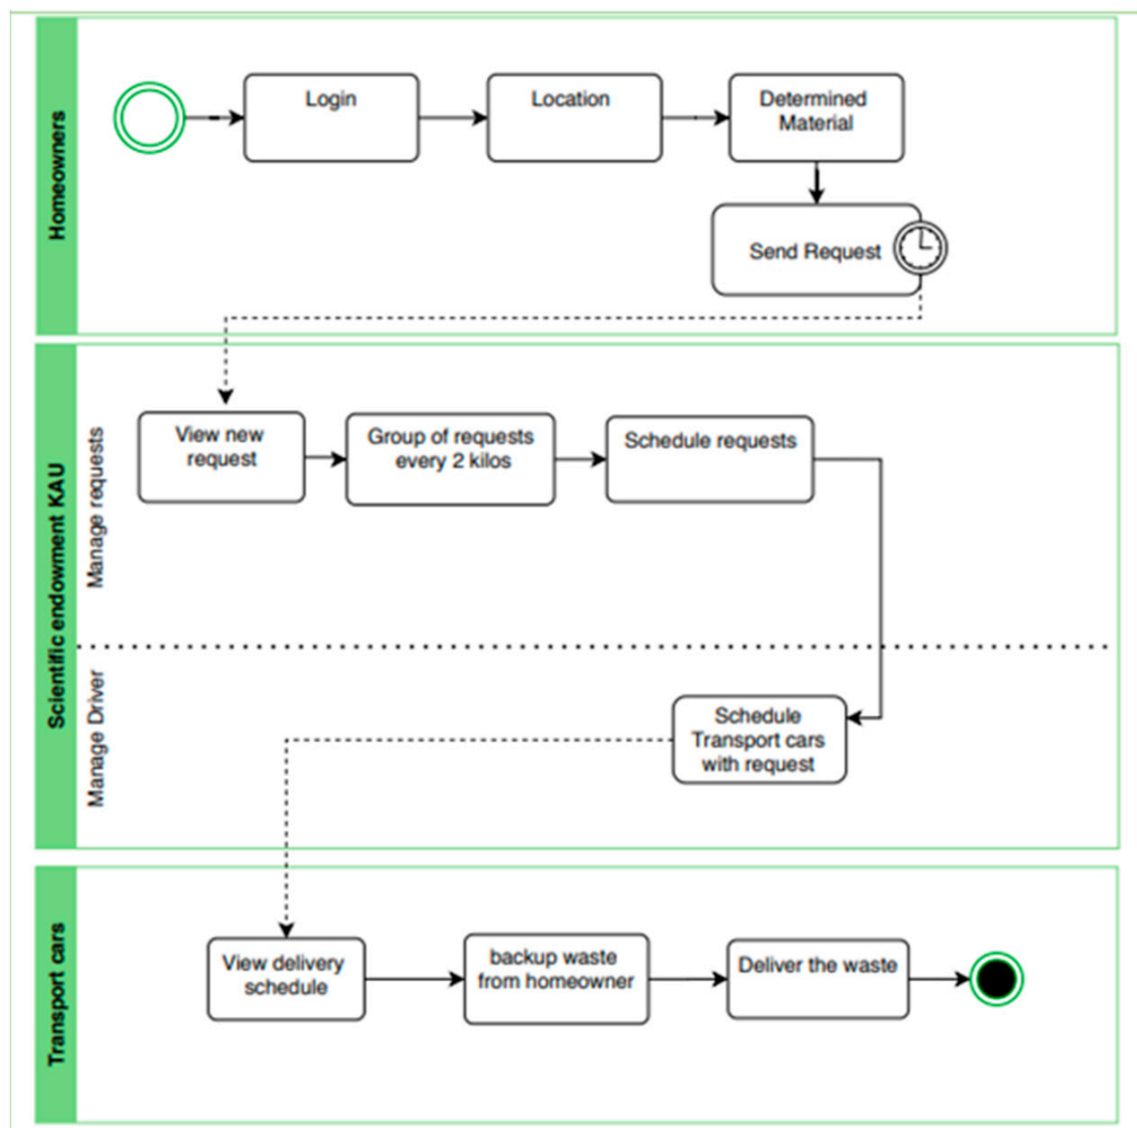 Homeowners
Login
Location
Determined
Material
Send Request
Scientific endowment KAU
Manage requests
View new
request
Group of requests
every 2 kilos
Schedule requests
Manage Driver
Schedule
Transport cars
with request
Transport cars
View delivery
schedule
backup waste
from homeowner
Deliver the waste